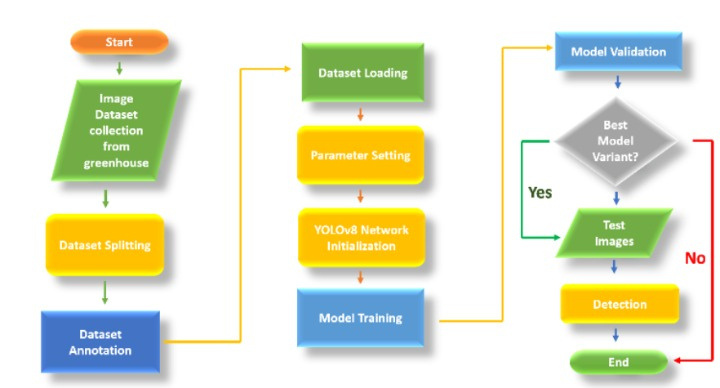 Start
Image
Dataset
collection
from
greenhouse
Dataset Splitting
Dataset
Annotation
Dataset Loading
Parameter Setting
YOLOv8 Network
Initialization
Model Training
Model Validation
Best
Model
Variant?
Yes
No
Test
Images
Detection
End